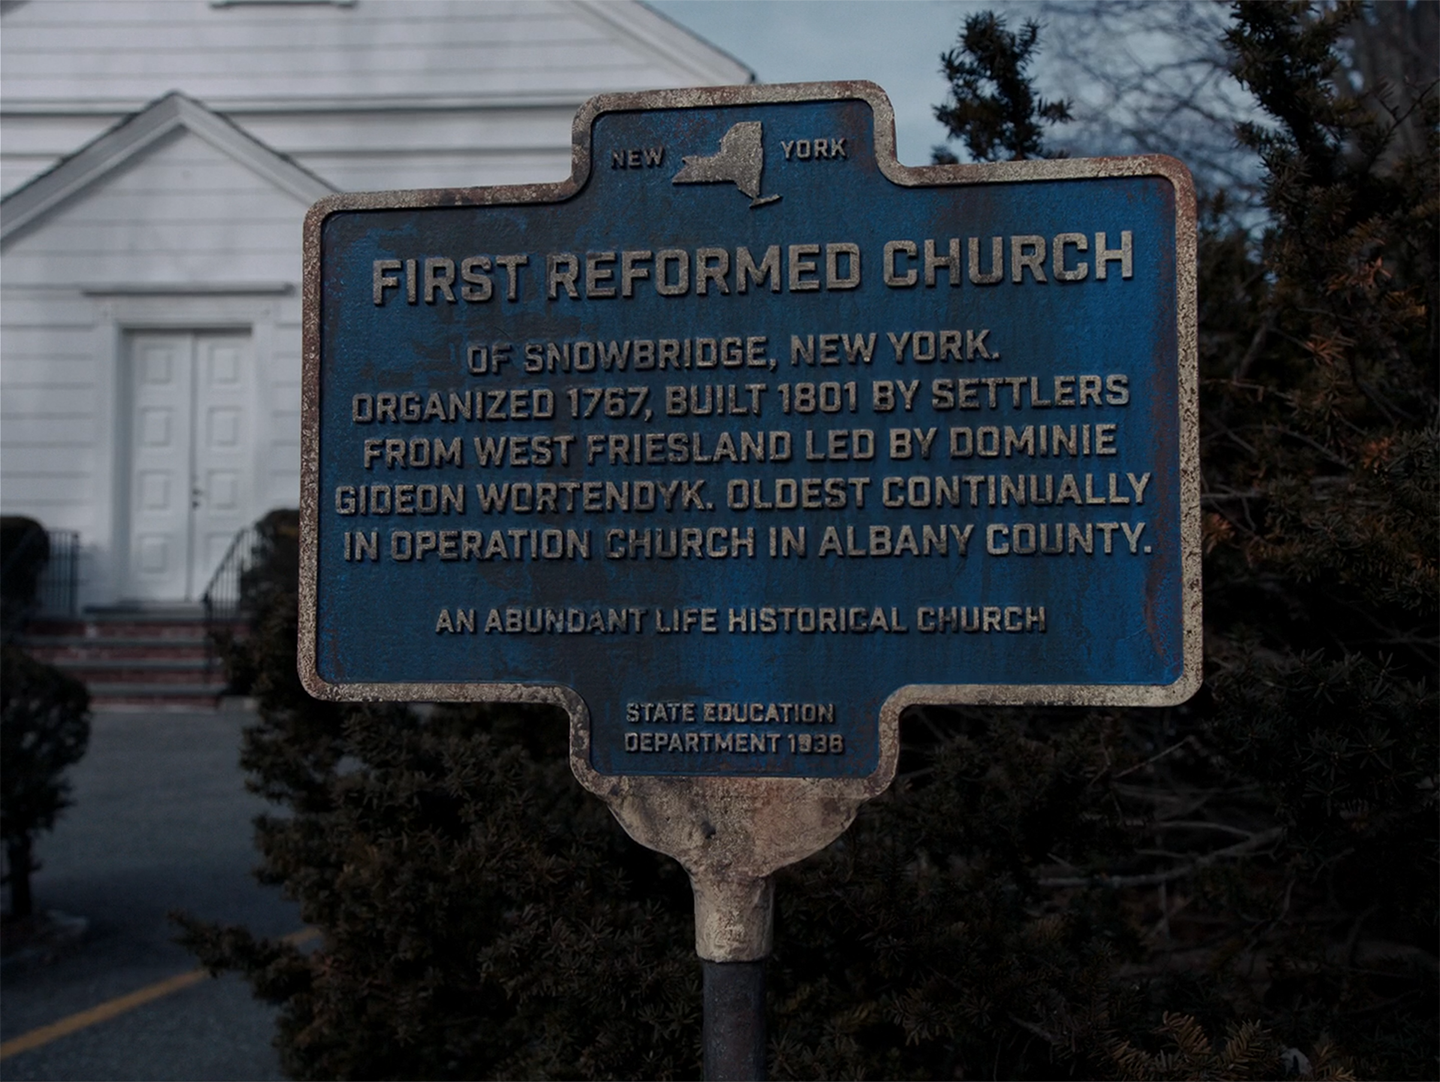 NEW YORK
FIRST REFORMED CHURCH
OF SNOWBRIDGE, NEW YORK.
ORGANIZED 1767, BUILT 1801 BY SETTLERS
FROM WEST FRIESLAND LED BY DOMINIE
GIDEON WORTENDYK. OLDEST CONTINUALLY
IN OPERATION CHURCH IN ALBANY COUNTY.
AN ABUNDANT LIFE HISTORICAL CHURCH
STATE EDUCATION
DEPARTMENT 1938